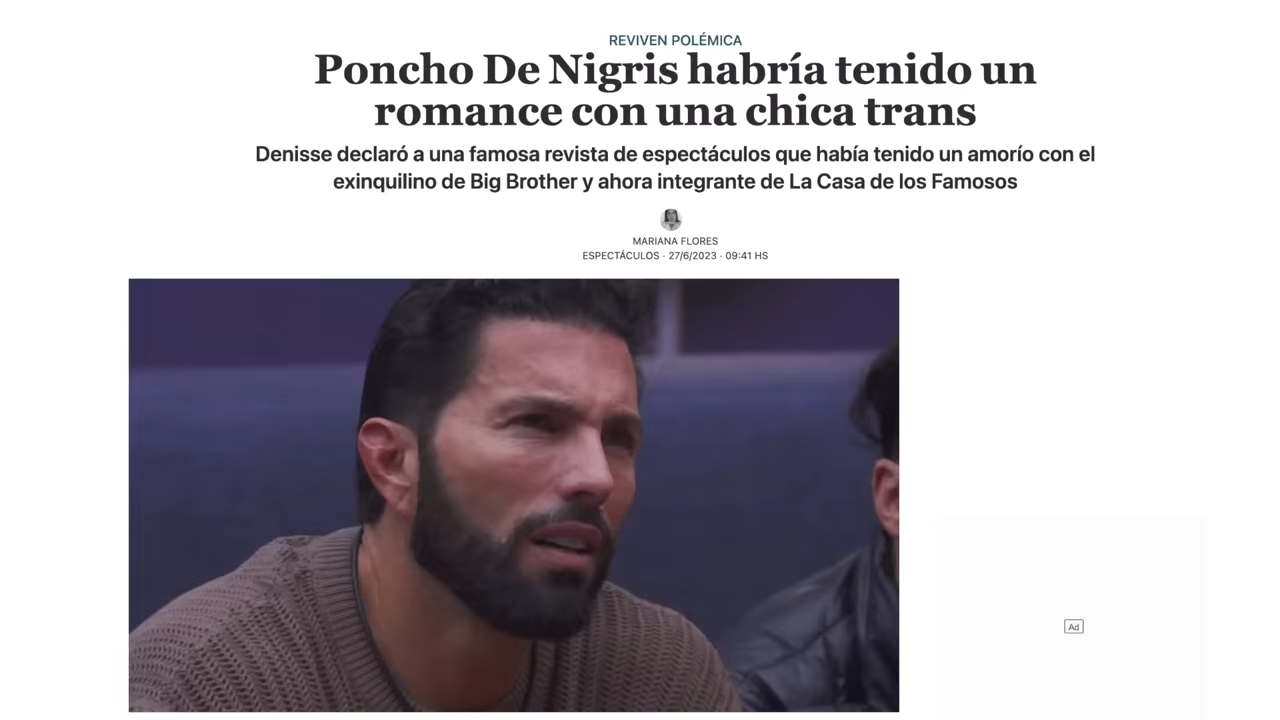 REVIVEN POLÉMICA
Poncho De Nigris habría tenido un
romance con una chica trans
Denisse declaró a una famosa revista de espectáculos que había tenido un amorío con el
exinquilino de Big Brother y ahora integrante de La Casa de los Famosos
MARIANA FLORES
ESPECTÁCULOS · 27/6/2023 · 09:41 HS
Ad